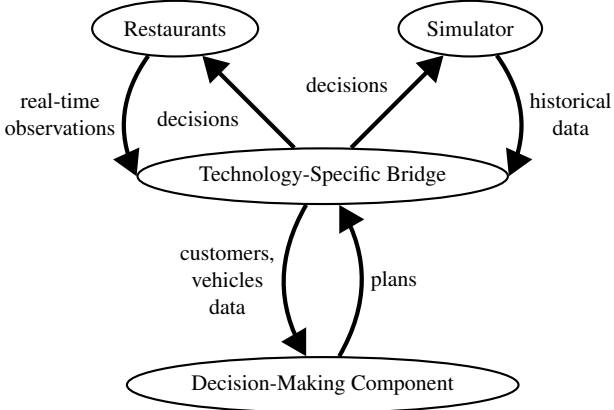 Restaurants
Simulator
real-time
observations
decisions
decisions
historical
data
Technology-Specific Bridge
customers,
vehicles
data
plans
Decision-Making Component